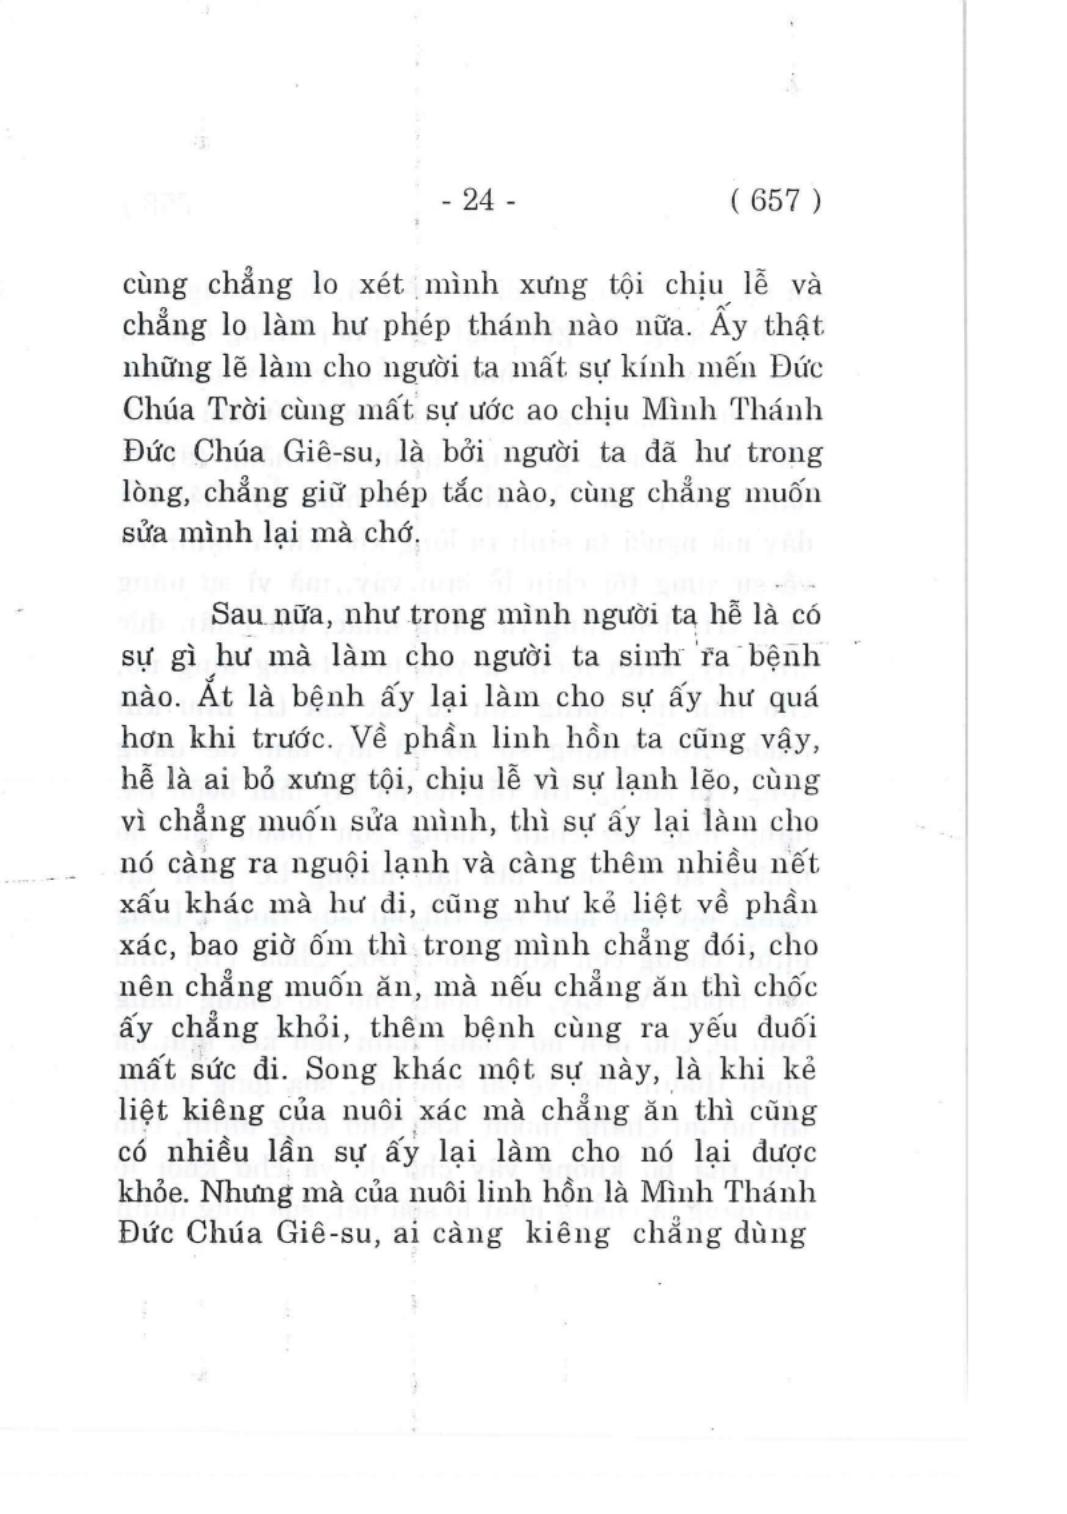 - 24 - ( 657 )
cùng chẳng lo xét mình xưng tội chịu lễ và
chẳng lo làm hư phép thánh nào nữa. Ấy thật
những lẽ làm cho người ta mất sự kính mến Đức
Chúa Trời cùng mất sự ước ao chịu Mình Thánh
Đức Chúa Giê-su, là bởi người ta đã hư trong
lòng, chẳng giữ phép tắc nào, cùng chẳng muốn
sửa mình lại mà chớ.
Sau nữa, như trong mình người ta hễ là có
sự gì hư mà làm cho người ta sinh ra bệnh
nào. Ắt là bệnh ấy lại làm cho sự ấy hư quá
hơn khi trước. Về phần linh hồn ta cũng vậy,
hễ là ai bỏ xưng tội, chịu lễ vì sự lạnh lẽo, cùng
vì chẳng muốn sửa mình, thì sự ấy lại làm cho
nó càng ra nguội lạnh và càng thêm nhiều nết
xấu khác mà hư đi, cũng như kẻ liệt về phần
xác, bao giờ ốm thì trong mình chẳng đói, cho
nên chẳng muốn ăn, mà nếu chẳng ăn thì chốc
ấy chẳng khỏi, thêm bệnh cùng ra yếu đuối
mất sức đi. Song khác một sự này, là khi kẻ
liệt kiêng của nuôi xác mà chẳng ăn thì cũng
có nhiều lần sự ấy lại làm cho nó lại được
khỏe. Nhưng mà của nuôi linh hồn là Mình Thánh
Đức Chúa Giê-su, ai càng kiêng chẳng dùng